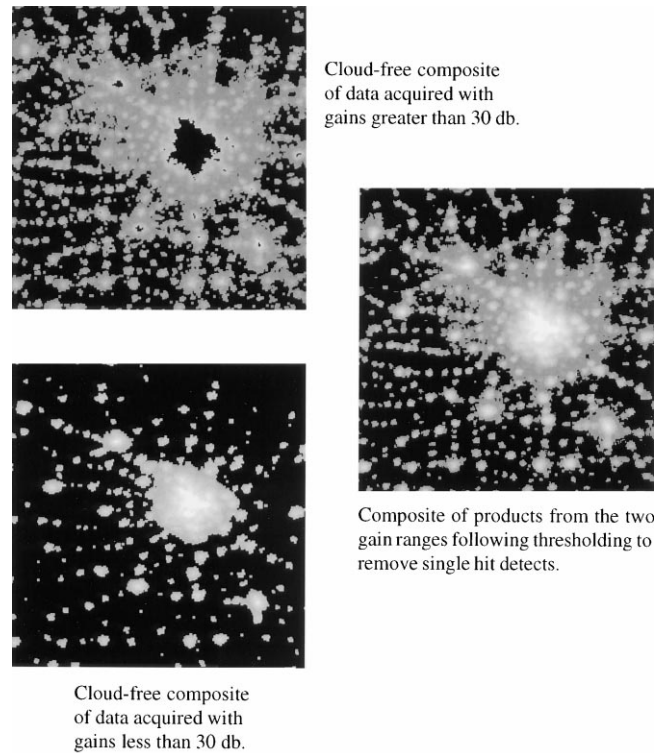 Cloud-free composite
of data acquired with
gains greater than 30 db.
Composite of products from the two
gain ranges following thresholding to
remove single hit detects.
Cloud-free composite
of data acquired with
gains less than 30 db.